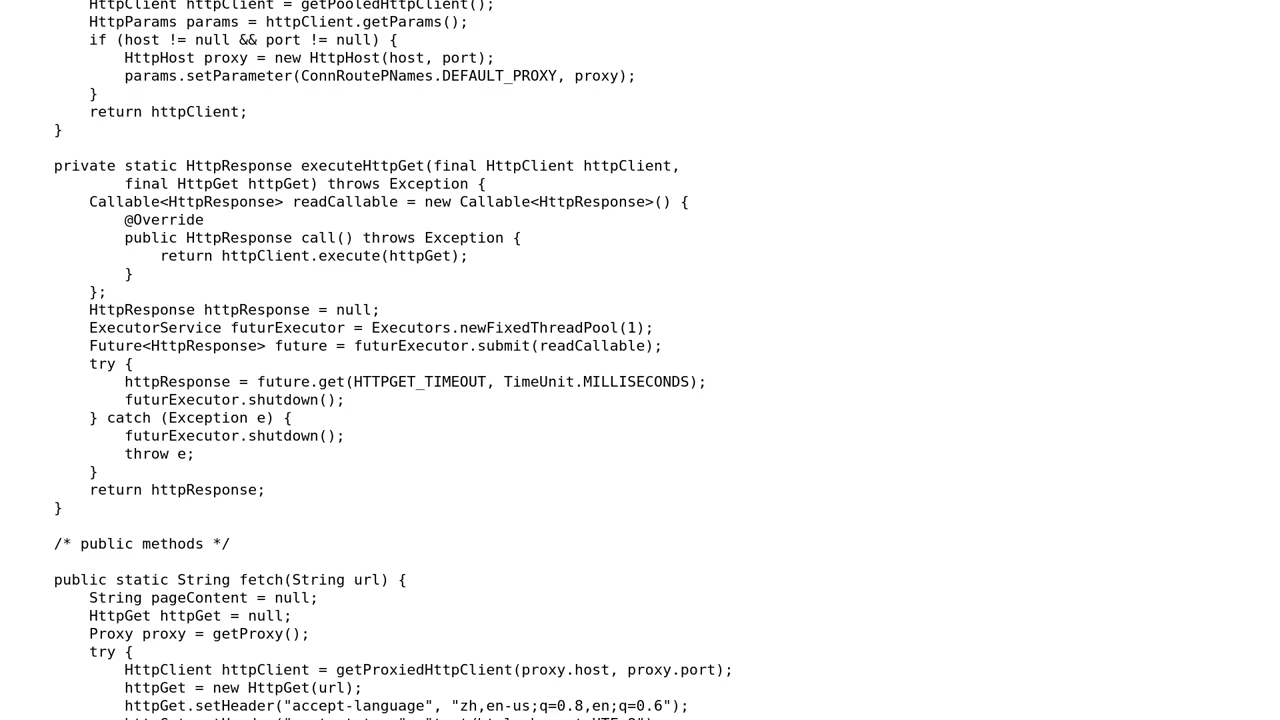 HttpClient httpClient = getPooledHttpClient();
HttpParams params = httpClient.getParams();
if (host != null && port != null) {
HttpHost proxy = new HttpHost(host, port);
params.setParameter(ConnRoutePNames.DEFAULT_PROXY, proxy);
}
return httpClient;
}
private static HttpResponse executeHttpGet(final HttpClient httpClient,
final HttpGet httpGet) throws Exception {
Callable<HttpResponse> readCallable = new Callable<HttpResponse>() {
@Override
public HttpResponse call() throws Exception {
return httpClient.execute(httpGet);
}
};
HttpResponse httpResponse = null;
ExecutorService futurExecutor = Executors.newFixedThreadPool(1);
Future<HttpResponse> future = futurExecutor.submit(readCallable);
try {
httpResponse = future.get(HTTPGET_TIMEOUT, TimeUnit.MILLISECONDS);
futurExecutor.shutdown();
} catch (Exception e) {
futurExecutor.shutdown();
throw e;
}
return httpResponse;
}
/* public methods */
public static String fetch(String url) {
String pageContent = null;
HttpGet httpGet = null;
Proxy proxy = getProxy();
try {
HttpClient httpClient = getProxiedHttpClient(proxy.host, proxy.port);
httpGet = new HttpGet(url);
httpGet.setHeader("accept-language", "zh,en-us;q=0.8,en;q=0.6");